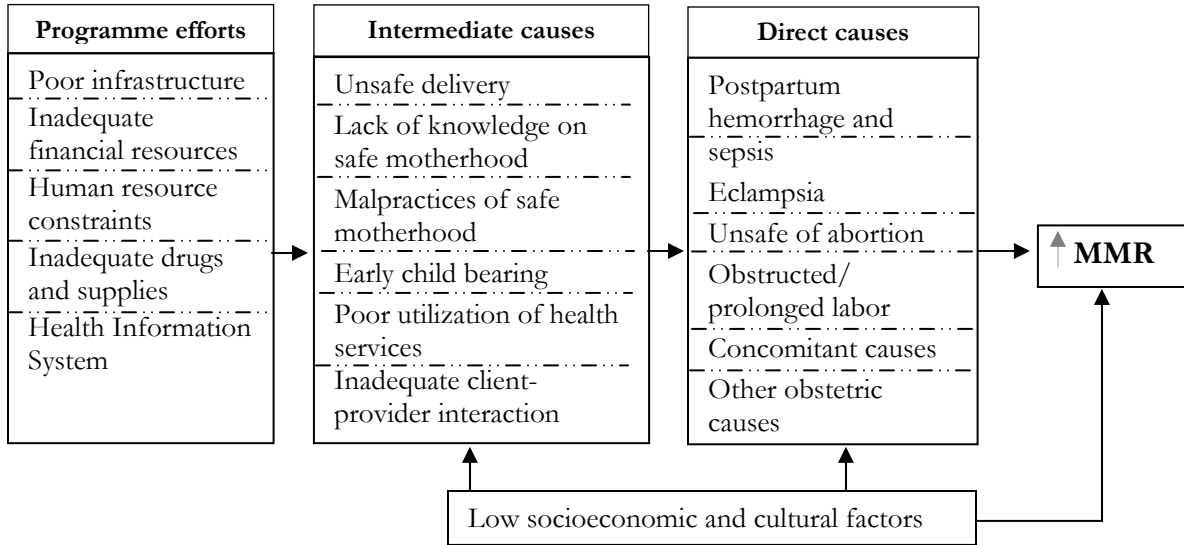 Programme efforts
Poor infrastructure
Inadequate
financial resources
Human resource
constraints
Inadequate drugs
and supplies
Health Information
System
Intermediate causes
Unsafe delivery
Lack of knowledge on
safe motherhood
Malpractices of safe
motherhood
Early child bearing
Poor utilization of health
services
Inadequate client-
provider interaction
Direct causes
Postpartum
hemorrhage and
sepsis
Eclampsia
Unsafe of abortion
Obstructed/
prolonged labor
Concomitant causes
Other obstetric
causes
MMR
Low socioeconomic and cultural factors